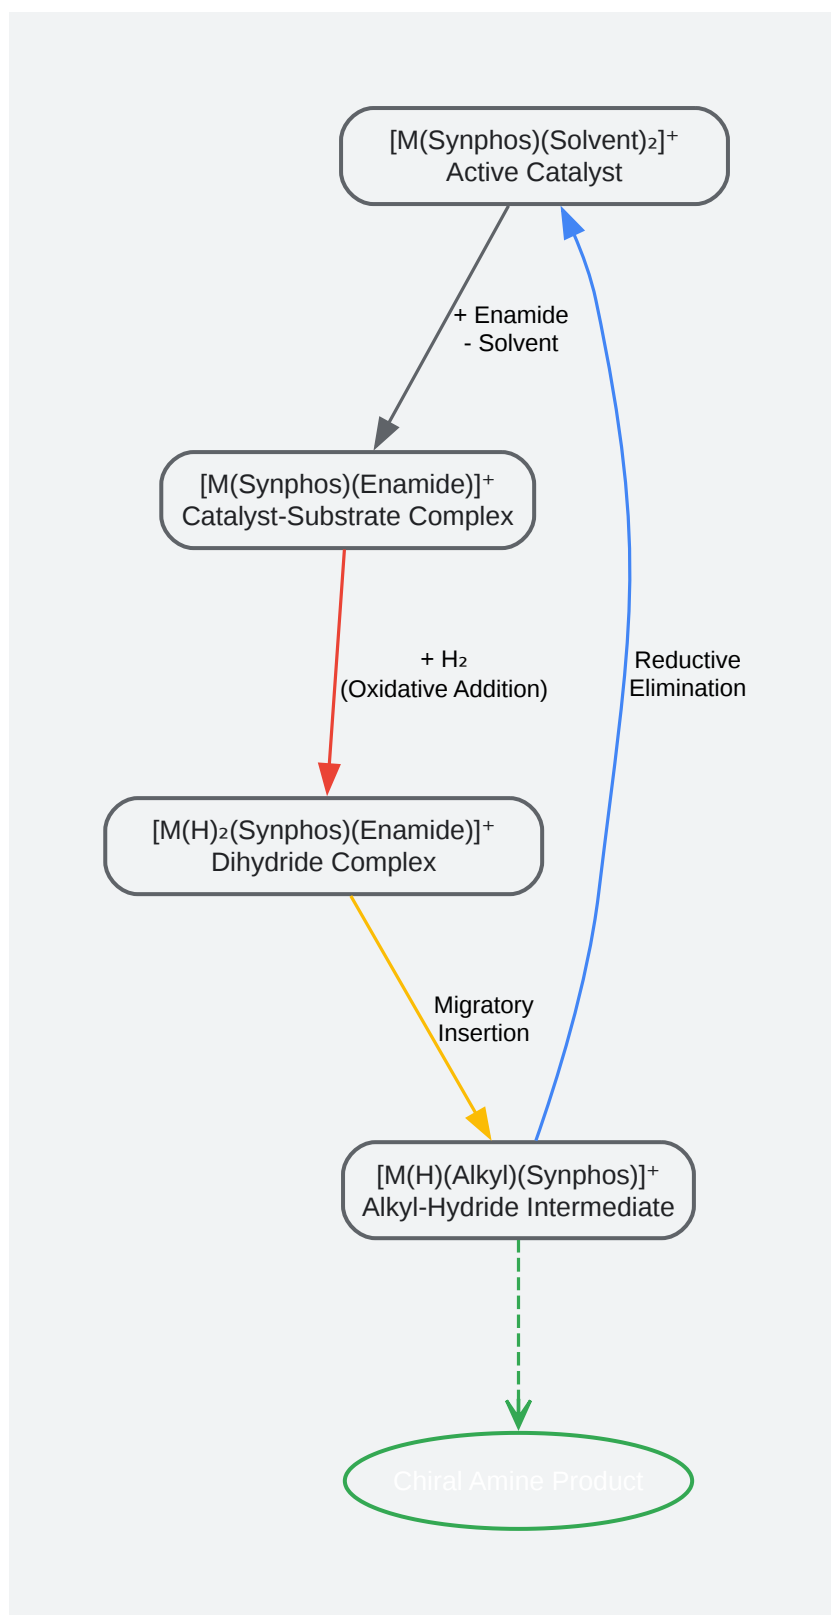 [M(Synphos)(Solvent)₂]⁺
Active Catalyst
+ Enamide
- Solvent
[M(Synphos)(Enamide)]⁺
Catalyst-Substrate Complex
+ H₂
(Oxidative Addition)
Reductive
Elimination
[M(H)₂(Synphos)(Enamide)]⁺
Dihydride Complex
Migratory
Insertion
[M(H)(Alkyl)(Synphos)]⁺
Alkyl-Hydride Intermediate
Chiral Amine Product